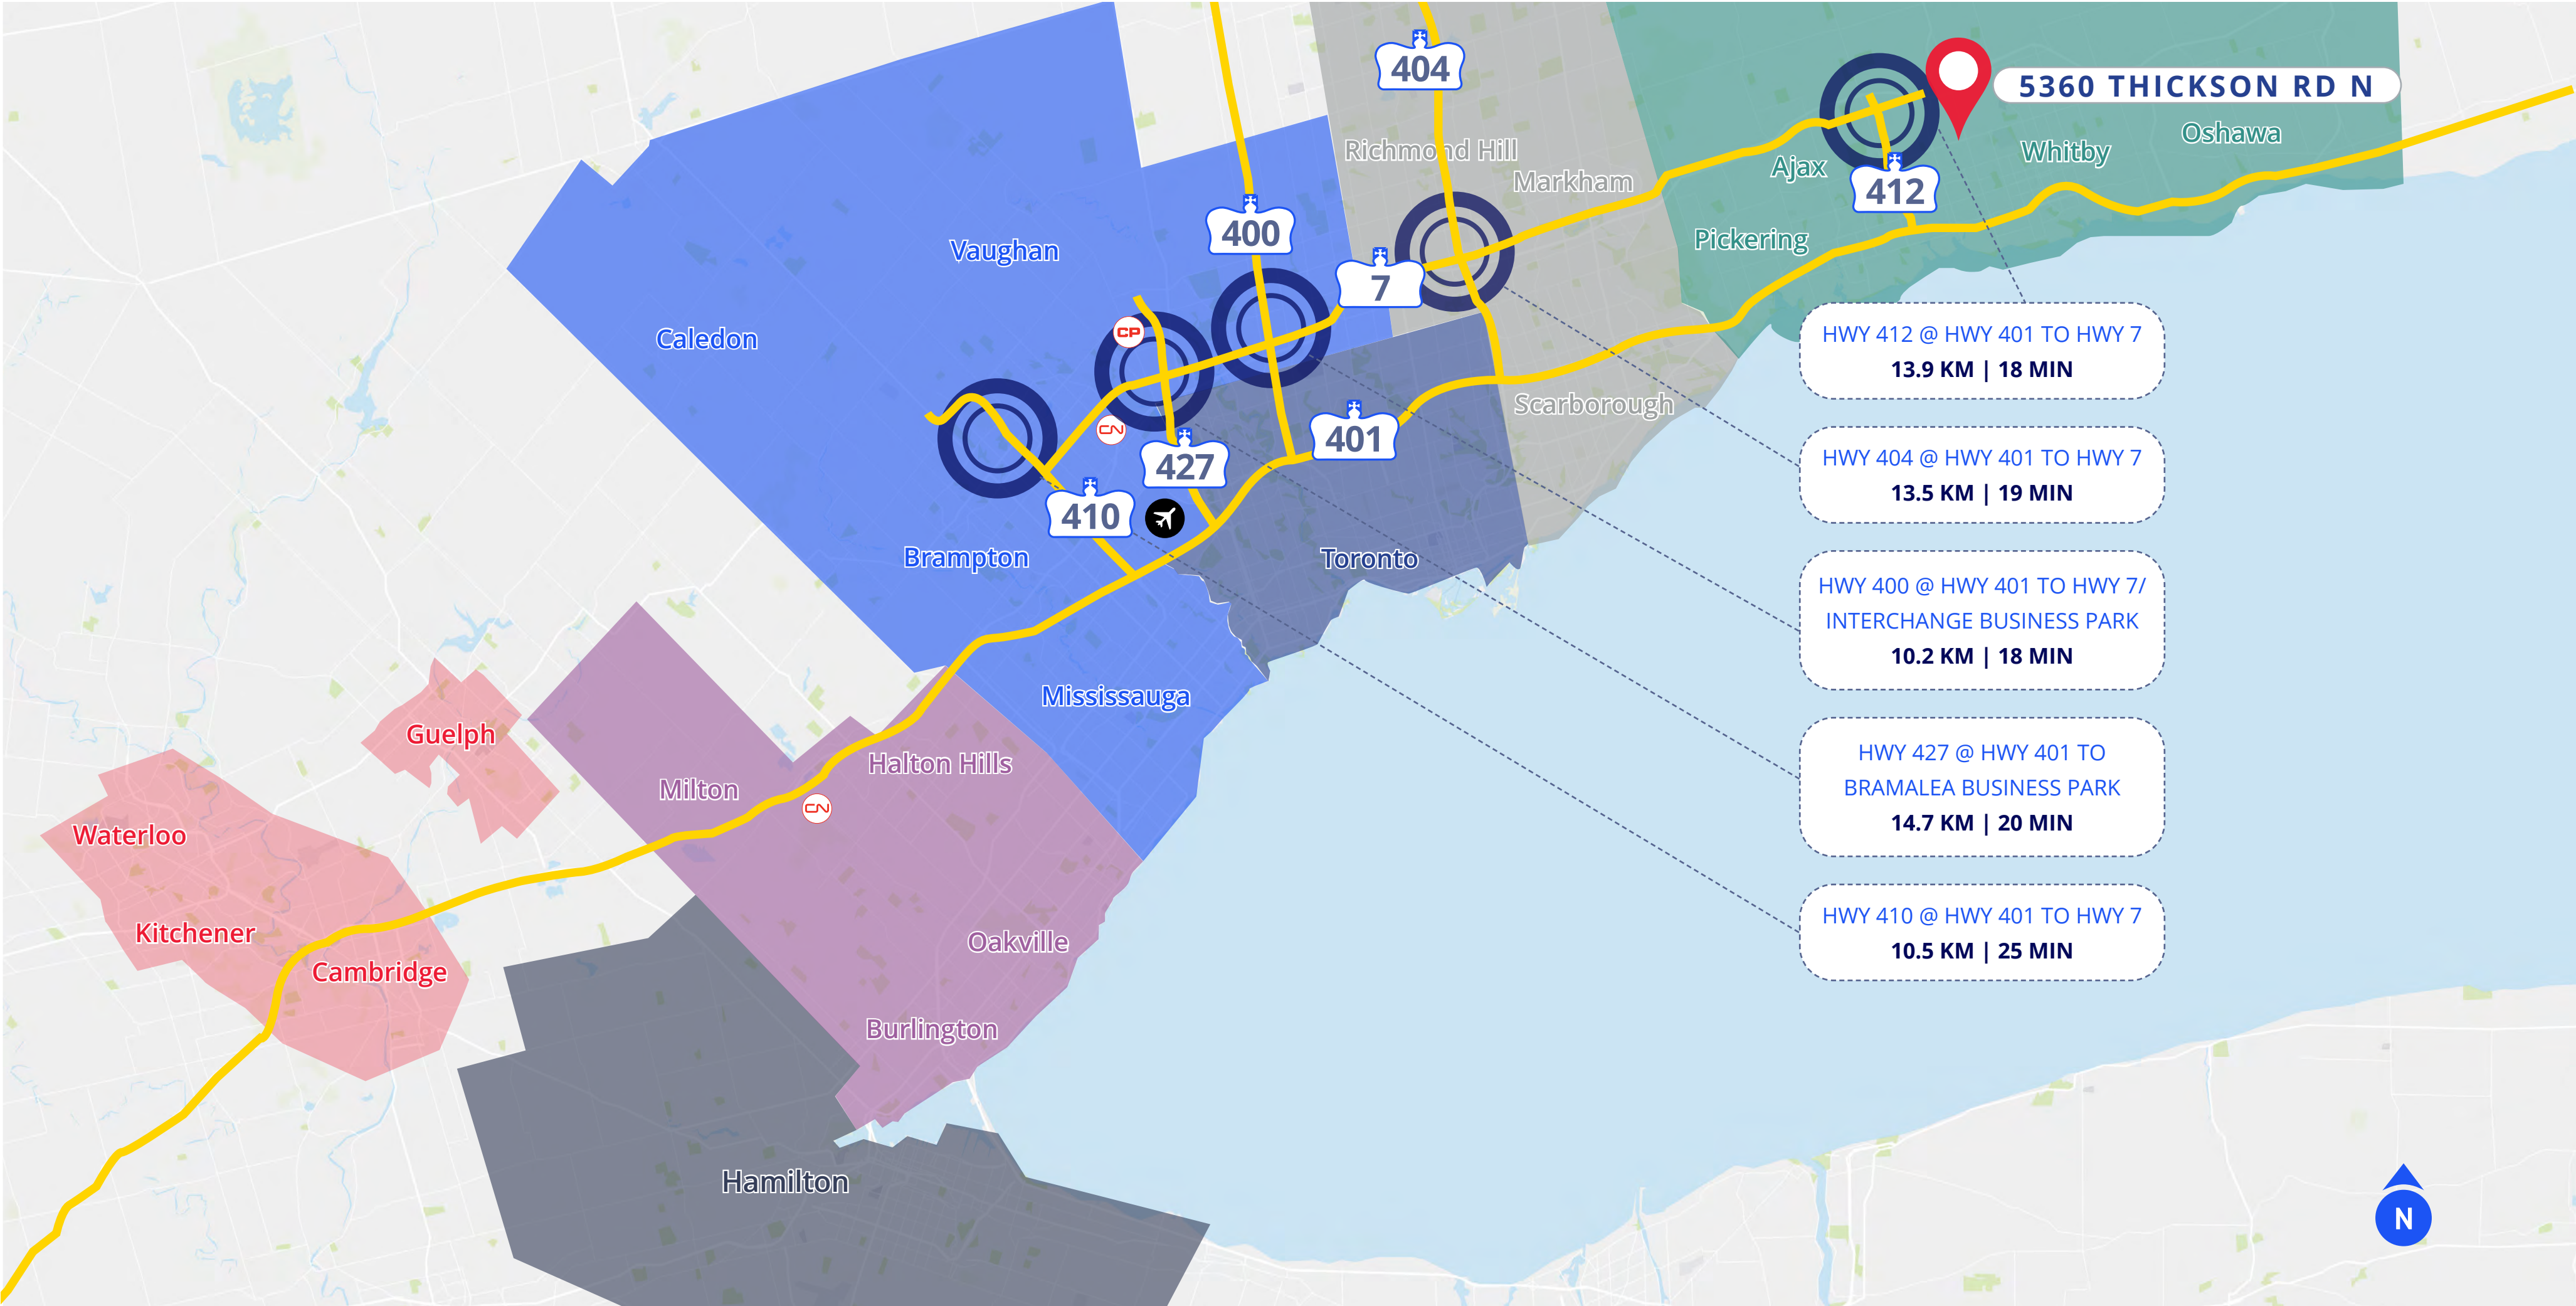 404
5360 THICKSON RD N
Oshawa
Richmond Hill
Whitby
Ajax
Markham
412
400
Pickering
Vaughan
7
CP
Caledon
HWY 412 @ HWY 401 TO HWY 7
13.9 KM | 18 MIN
Scarborough
CN
401
427
HWY 404 @ HWY 401 TO HWY 7
13.5 KM | 19 MIN
410
Brampton
Toronto
HWY 400 @ HWY 401 TO HWY 7/
INTERCHANGE BUSINESS PARK
10.2 KM | 18 MIN
Mississauga
Guelph
Halton Hills
Milton
CN
HWY 427 @ HWY 401 TO
BRAMALEA BUSINESS PARK
14.7 KM | 20 MIN
Waterloo
Kitchener
Cambridge
Oakville
HWY 410 @ HWY 401 TO HWY 7
10.5 KM | 25 MIN
Burlington
Hamilton
N